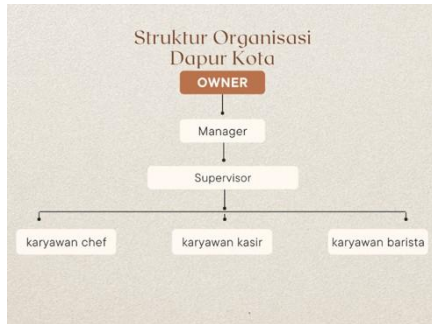 Struktur Organisasi
Dapur Kota
OWNER
Manager
Supervisor
karyawan chef
karyawan kasir
karyawan barista